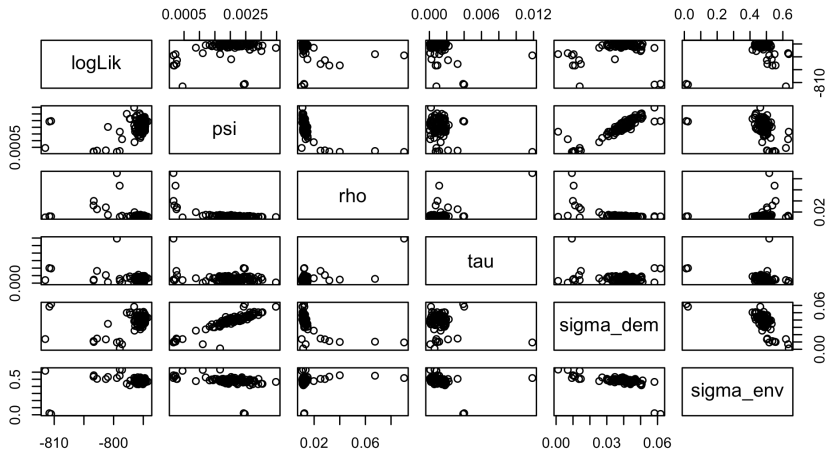 0.0005 0.0025 0.000 0.006 0.012 0.0 0.2 0.4 0.6
logLik -810
0.0005 psi
rho 0.02
0.000 tau
sigma_dem 0.00 0.06
0.0 0.5 sigma_env
-810 -800 0.02 0.06 0.00 0.03 0.06